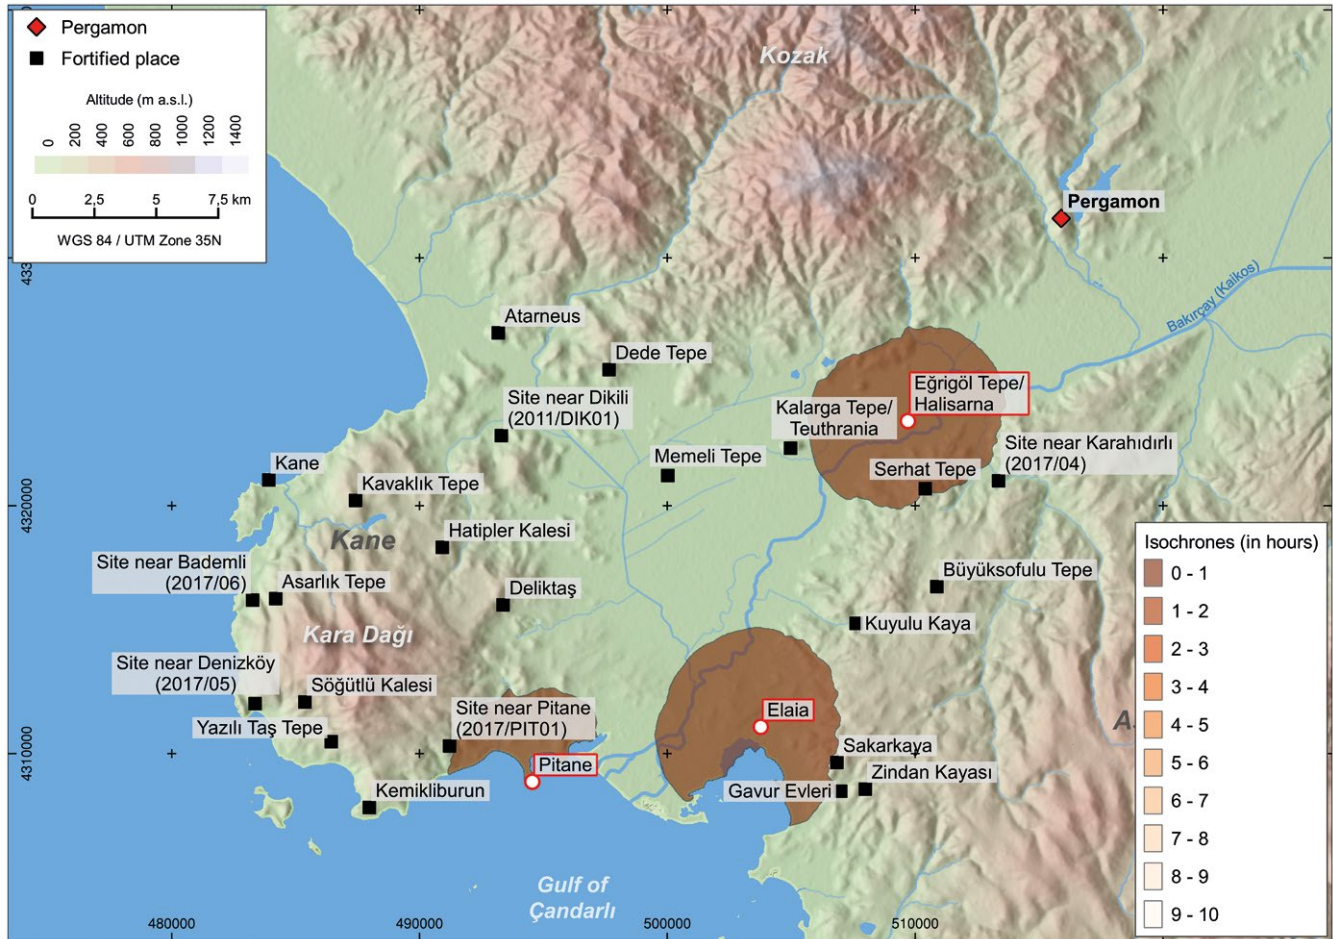 Pergamon
Fortified place
Altitude (m a.s.l.)
0
200
400
6000
8000
1000
1200
1400
0
2,5
5
7,5 km
WGS 84 / UTM Zone 35N
Kozak
Pergamon
Bakırçay (Kaikos)
Atarneus
Dede Tepe
Site near Dikili
(2011/DIK01)
Eğrigöl Tepe/
Halisarna
Kalarga Tepe/
Teuthrania
Memeli Tepe
Serhat Tepe
Site near Karahıdırlı
(2017/04)
Kane
Kavaklık Tepe
Kane
Hatipler Kalesi
Site near Bademli
(2017/06)
Asarlık Tepe
Deliktaş
Büyüksofulu Tepe
Kuyulu Kaya
Kara Dağı
Site near Denizköy
(2017/05)
Söğütlü Kalesi
Yazılı Taş Tepe
Site near Pitane
(2017/PIT01)
Pitane
Elaia
Sakarkaya
Zindan Kayası
Gavur Evleri
Kemikliburun
Gulf of
Çandarlı
A
433
4320000
4310000
480000
490000
500000
510000
Isochrones (in hours)
0 - 1
1 - 2
2 - 3
3 - 4
4 - 5
5 - 6
6 - 7
7 - 8
8 - 9
9 - 10